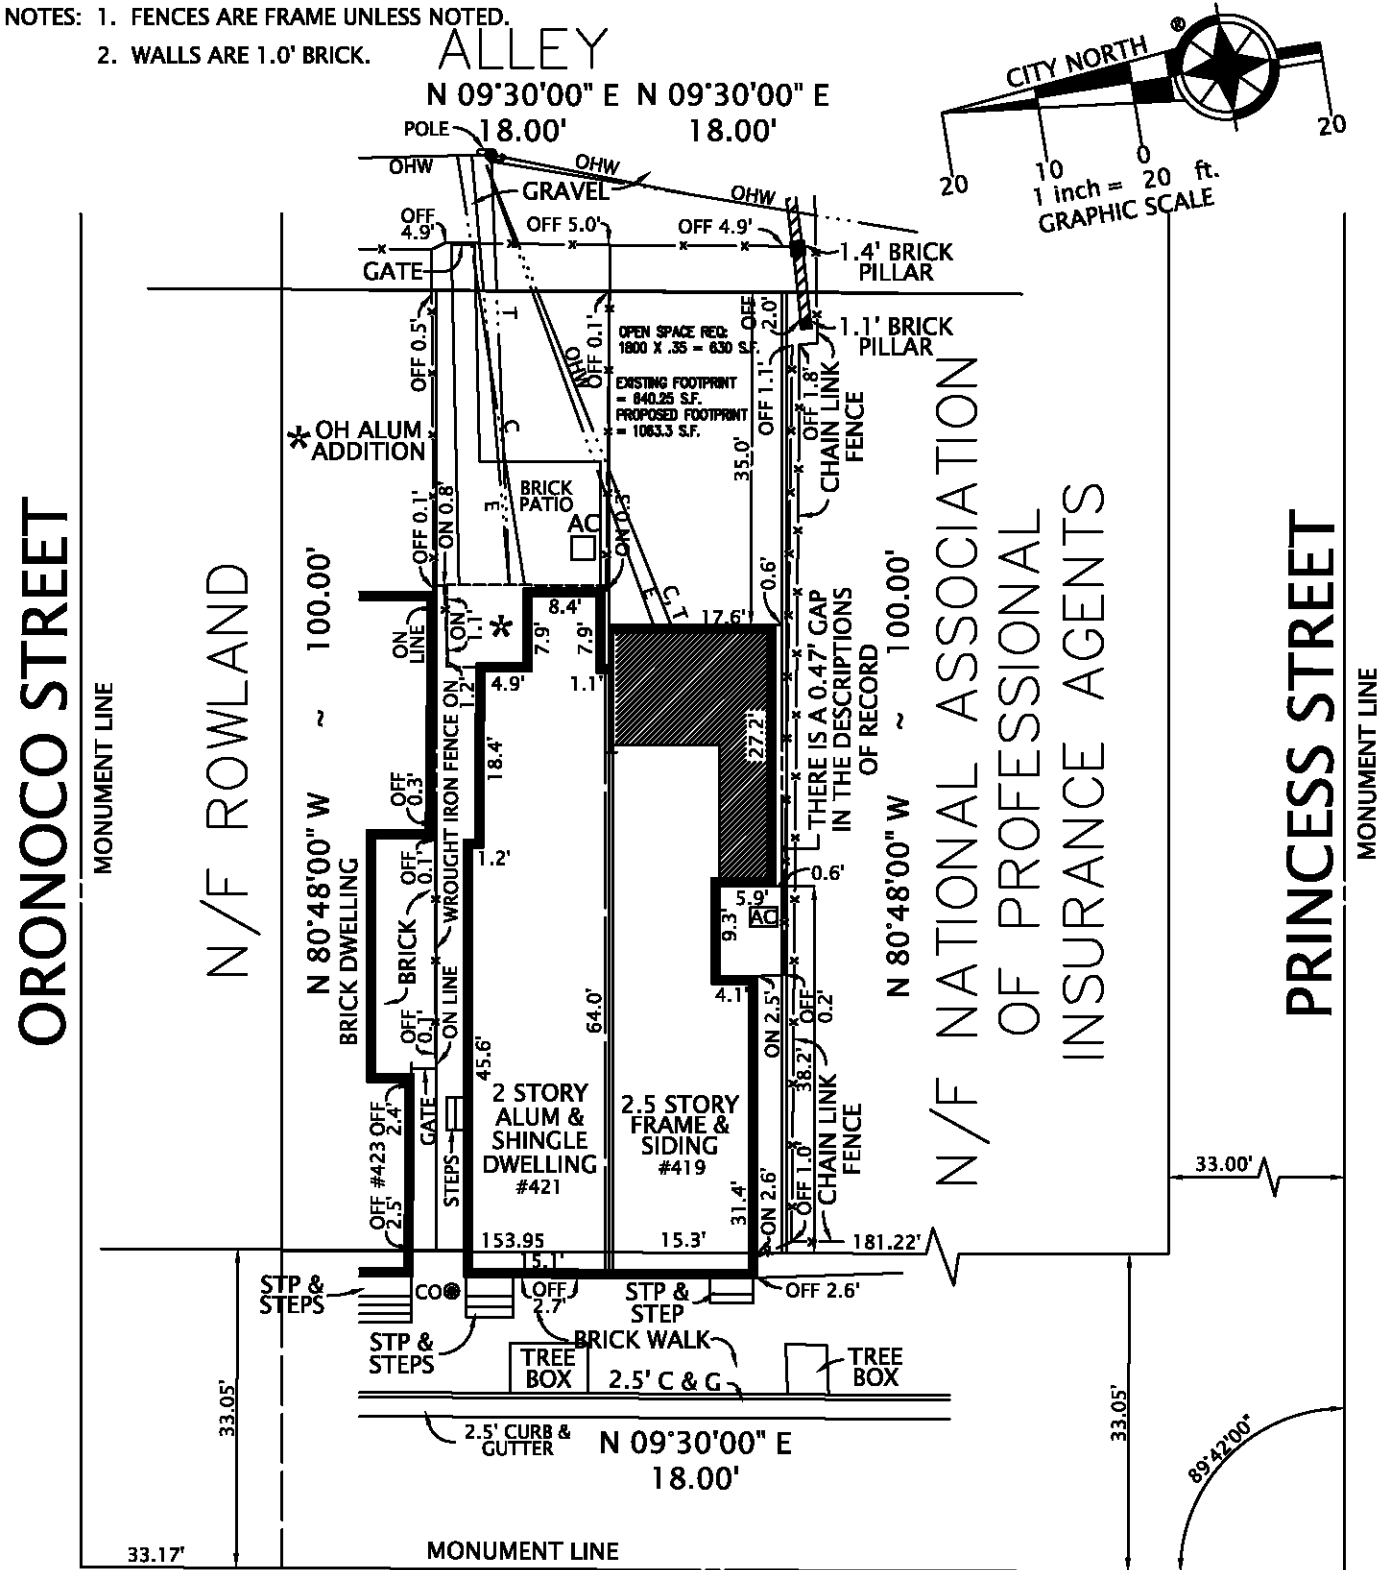 NOTES: 1. FENCES ARE FRAME UNLESS NOTED.
2. WALLS ARE 1.0' BRICK.
ALLEY
N 09°30'00" E N 09°30'00" E
18.00' 18.00'
CITY NORTH
®
20 10 0 20
1 inch = 20 ft.
GRAPHIC SCALE
POLE
OHW
OHW
OHW
GRAVEL
OFF
4.9'
OFF 5.0'
OFF 4.9'
GATE
1.4' BRICK
PILLAR
1.1' BRICK
PILLAR
OFF 0.5'
T
OHW
OFF 0.1'
OPEN SPACE REQ:
1800 X .35 = 630 S.F.
EXISTING FOOTPRINT
= 840.25 S.F.
PROPOSED FOOTPRINT
= 1063.3 S.F.
OFF
2.0'
OFF 1.1'
OFF 1.8'
CHAIN LINK
FENCE
35.0'
* OH ALUM
ADDITION
C
E
BRICK
PATIO
AC
OFF 0.1'
ON 0.8'
ON 0.5'
C,T
E
0.6'
17.6'
ORONOCO STREET
MONUMENT LINE
N/F ROWLAND
N 80°48'00" W ~ 100.00'
ON
LINE
ON
1.1'
*
8.4'
7.9'
7.9'
4.9'
1.1'
1.2'
18.4'
27.2'
THERE IS A 0.47' GAP
IN THE DESCRIPTIONS
OF RECORD
N 80°48'00" W ~ 100.00'
N/F NATIONAL ASSOCIATION
OF PROFESSIONAL
INSURANCE AGENTS
PRINCESS STREET
MONUMENT LINE
OFF
0.3'
OFF
0.1'
WROUGHT IRON FENCE ON
BRICK DWELLING
BRICK
1.2'
0.6'
5.9'
AC
9.3'
4.1'
OFF
0.1'
ON LINE
45.6'
64.0'
ON 2.5'
OFF
0.2'
38.2'
2 STORY
ALUM &
SHINGLE
DWELLING
#421
2.5 STORY
FRAME &
SIDING
#419
OFF
2.4'
#423
OFF
2.5'
GATE
STEPS
31.4'
ON 2.6'
OFF 1.0'
CHAIN LINK
FENCE
33.00'
153.95
15.3'
181.22'
15.1'
STP &
STEPS
CO
OFF
2.7'
STP &
STEP
OFF 2.6'
STP &
STEPS
BRICK WALK
TREE
BOX
2.5' C & G
TREE
BOX
2.5' CURB &
GUTTER
N 09°30'00" E
18.00'
33.05'
33.05'
89°42'00"
33.17'
MONUMENT LINE